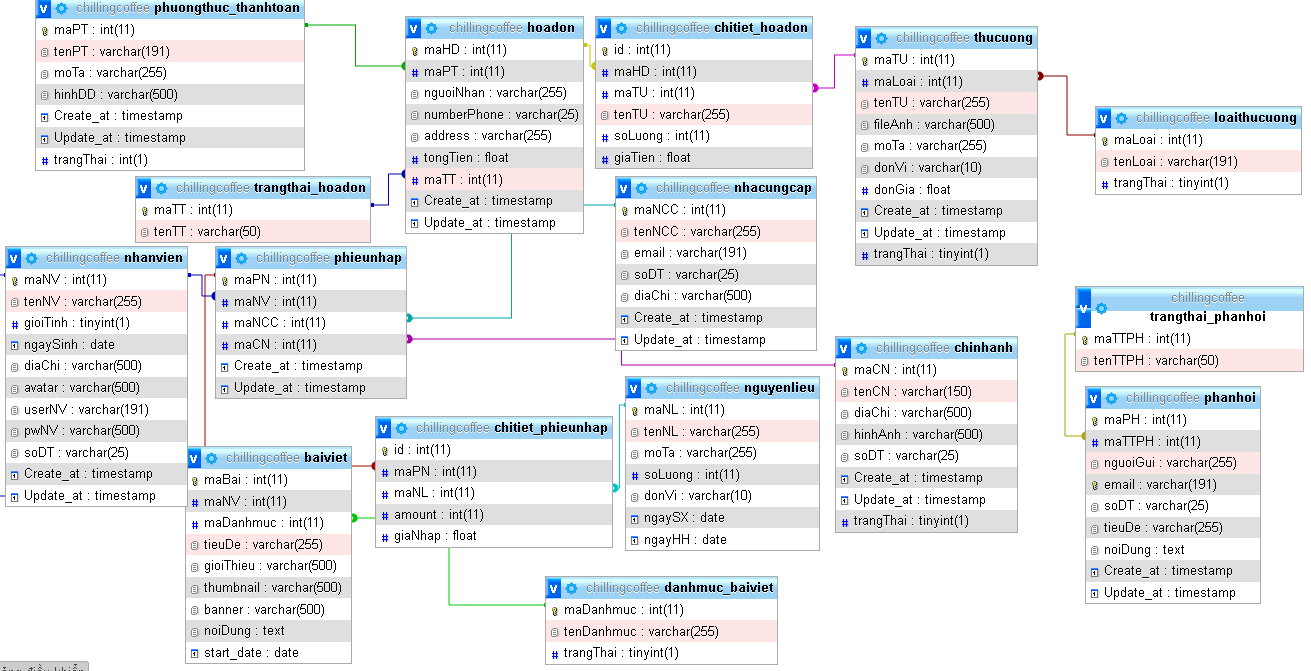 chillingcoffee phuongthuc_thanhtoan
maPT : int(11)
tenPT : varchar(191)
moTa : varchar(255)
hinhDD : varchar(500)
Create_at : timestamp
Update_at : timestamp
trangThai : int(1)
chillingcoffee hoadon
maHD : int(11)
maPT : int(11)
nguoiNhan : varchar(255)
numberPhone : varchar(25)
address : varchar(255)
tongTien : float
maTT : int(11)
Create_at : timestamp
Update_at : timestamp
chillingcoffee chitiet_hoadon
id : int(11)
maHD : int(11)
maTU : int(11)
tenTU : varchar(255)
soLuong : int(11)
giaTien : float
chillingcoffee thucuong
maTU : int(11)
maLoai : int(11)
tenTU : varchar(255)
fileAnh : varchar(500)
moTa : varchar(255)
donVi : varchar(10)
donGia : float
Create_at : timestamp
Update_at : timestamp
trangThai : tinyint(1)
chillingcoffee loaithucuong
maLoai : int(11)
tenLoai : varchar(191)
trangThai : tinyint(1)
chillingcoffee trangthai_hoadon
maTT : int(11)
tenTT : varchar(50)
chillingcoffee nhacungcap
maNCC : int(11)
tenNCC : varchar(255)
email : varchar(191)
soDT : varchar(25)
diaChi : varchar(500)
Create_at : timestamp
Update_at : timestamp
chillingcoffee nhanvien
maNV : int(11)
tenNV : varchar(255)
gioiTinh : tinyint(1)
ngaySinh : date
diaChi : varchar(500)
avatar : varchar(500)
userNV : varchar(191)
pwNV : varchar(500)
soDT : varchar(25)
Create_at : timestamp
Update_at : timestamp
chillingcoffee phieunhap
maPN : int(11)
maNV : int(11)
maNCC : int(11)
maCN : int(11)
Create_at : timestamp
Update_at : timestamp
chillingcoffee
trangthai_phanhoi
maTTPH : int(11)
tenTTPH : varchar(50)
chillingcoffee chinhanh
maCN : int(11)
tenCN : varchar(150)
diaChi : varchar(500)
hinhAnh : varchar(500)
soDT : varchar(25)
Create_at : timestamp
Update_at : timestamp
trangThai : tinyint(1)
chillingcoffee nguyenlieu
maNL : int(11)
tenNL : varchar(255)
moTa : varchar(255)
soLuong : int(11)
donVi : varchar(10)
ngaySX : date
ngayHH : date
chillingcoffee phanhoi
maPH : int(11)
maTTPH : int(11)
nguoiGui : varchar(255)
email : varchar(191)
soDT : varchar(25)
tieuDe : varchar(255)
noiDung : text
Create_at : timestamp
Update_at : timestamp
chillingcoffee chitiet_phieunhap
id : int(11)
maPN : int(11)
maNL : int(11)
amount : int(11)
giaNhap : float
chillingcoffee baiviet
maBai : int(11)
maNV : int(11)
maDanhmuc : int(11)
tieuDe : varchar(255)
gioiThieu : varchar(500)
thumbnail : varchar(500)
banner : varchar(500)
noiDung : text
start_date : date
chillingcoffee danhmuc_baiviet
maDanhmuc : int(11)
tenDanhmuc : varchar(255)
trangThai : tinyint(1)